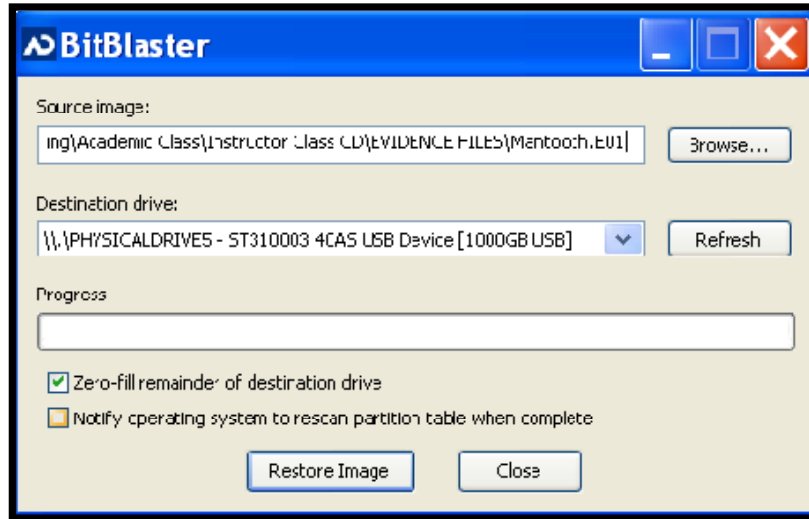 BitBlaster
Source image:
ing\Academic Class\Instructor Class CD\EVIDENCE FILES\Mantooth.E01
Browse...
Destination drive:
\\.\PHYSICALDRIVE5 - ST310003 4CAS USB Device [1000GB USB]
Refresh
Progress
Zero-fill remainder of destination drive
Notify operating system to rescan partition table when complete
Restore Image
Close